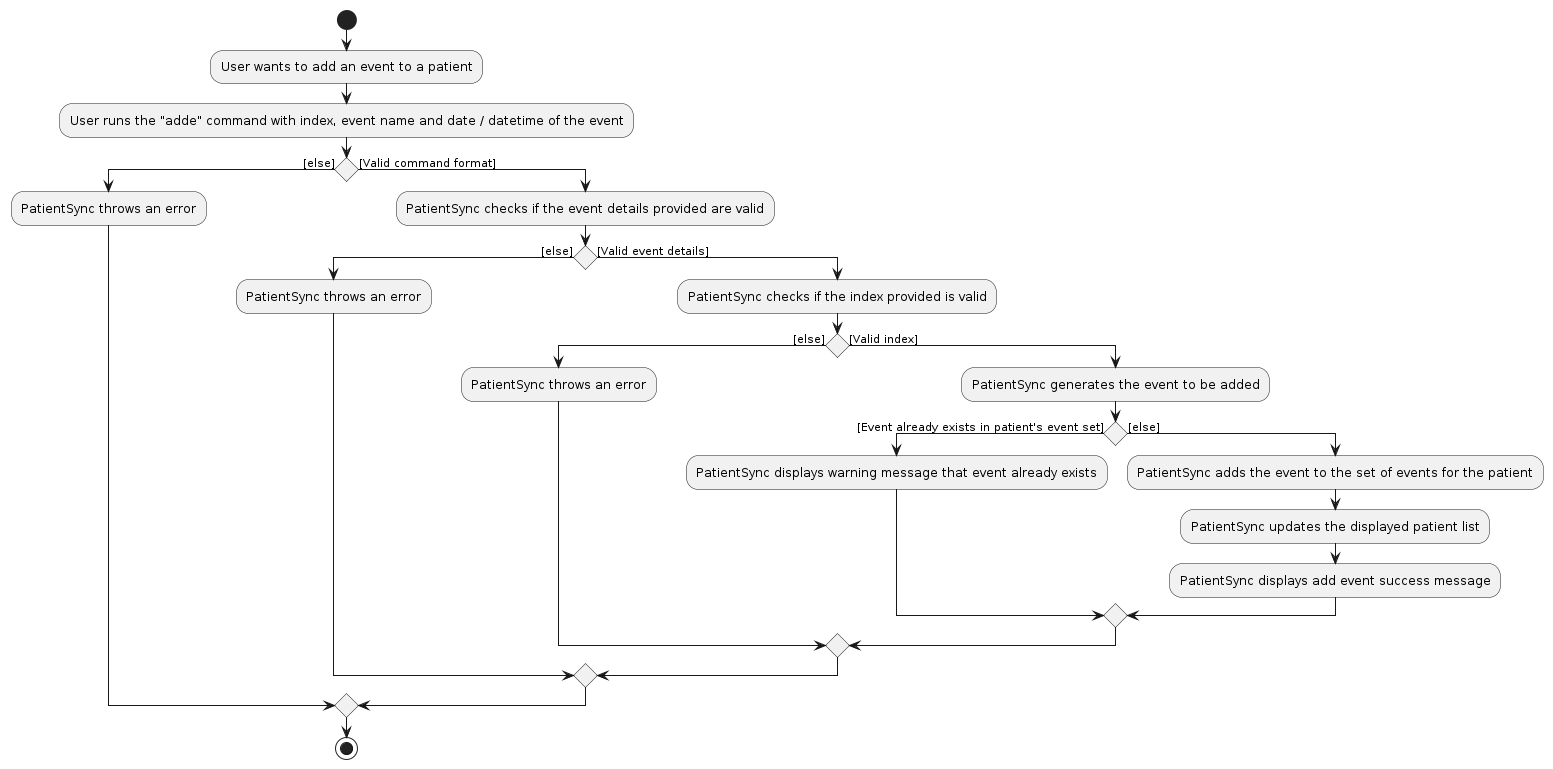 User wants to add an event to a patient
User runs the "adde" command with index, event name and date / datetime of the event
[else]
[Valid command format]
PatientSync throws an error
PatientSync checks if the event details provided are valid
[else]
[Valid event details]
PatientSync throws an error
PatientSync checks if the index provided is valid
[else]
[Valid index]
PatientSync throws an error
PatientSync generates the event to be added
[Event already exists in patient's event set]
[else]
PatientSync displays warning message that event already exists
PatientSync adds the event to the set of events for the patient
PatientSync updates the displayed patient list
PatientSync displays add event success message